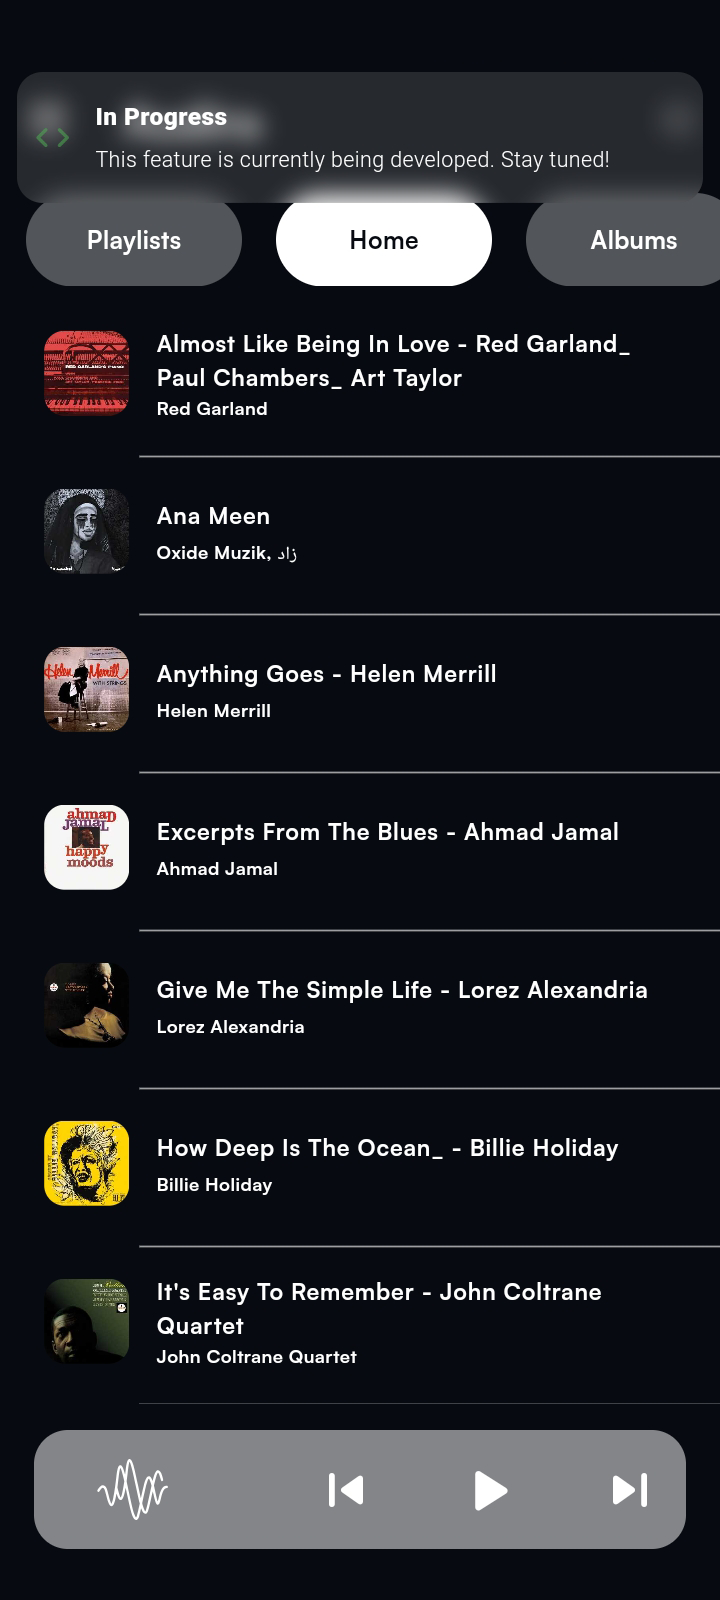 In Progress
This feature is currently being developed. Stay tuned!
Playlists
Home
Albums
Almost Like Being In Love - Red Garland_
Paul Chambers_ Art Taylor
Red Garland
Ana Meen
Oxide Muzik, زاد
Helen Merrill
WITH STRINGS
Anything Goes - Helen Merrill
Helen Merrill
ahmaD
jamaL
happy
moods
Excerpts From The Blues - Ahmad Jamal
Ahmad Jamal
Give Me The Simple Life - Lorez Alexandria
Lorez Alexandria
How Deep Is The Ocean_ - Billie Holiday
Billie Holiday
It's Easy To Remember - John Coltrane
Quartet
John Coltrane Quartet